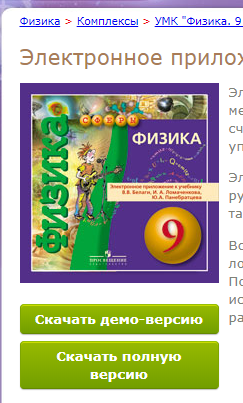 Физика > Комплексы > УМК "Физика. 9
Электронное прилож
СФЕРЫ
физика
ФИЗИКА
Электронное приложение к учебнику
В.В. Белаги, И.А. Ломаченкова,
Ю.А. Панебратцева
9
ПРОСВЕЩЕНИЕ
Эл
ме
сч
уп
Эл
ру
та
Вс
ло
По
ис
ра
Скачать демо-версию
Скачать полную
версию